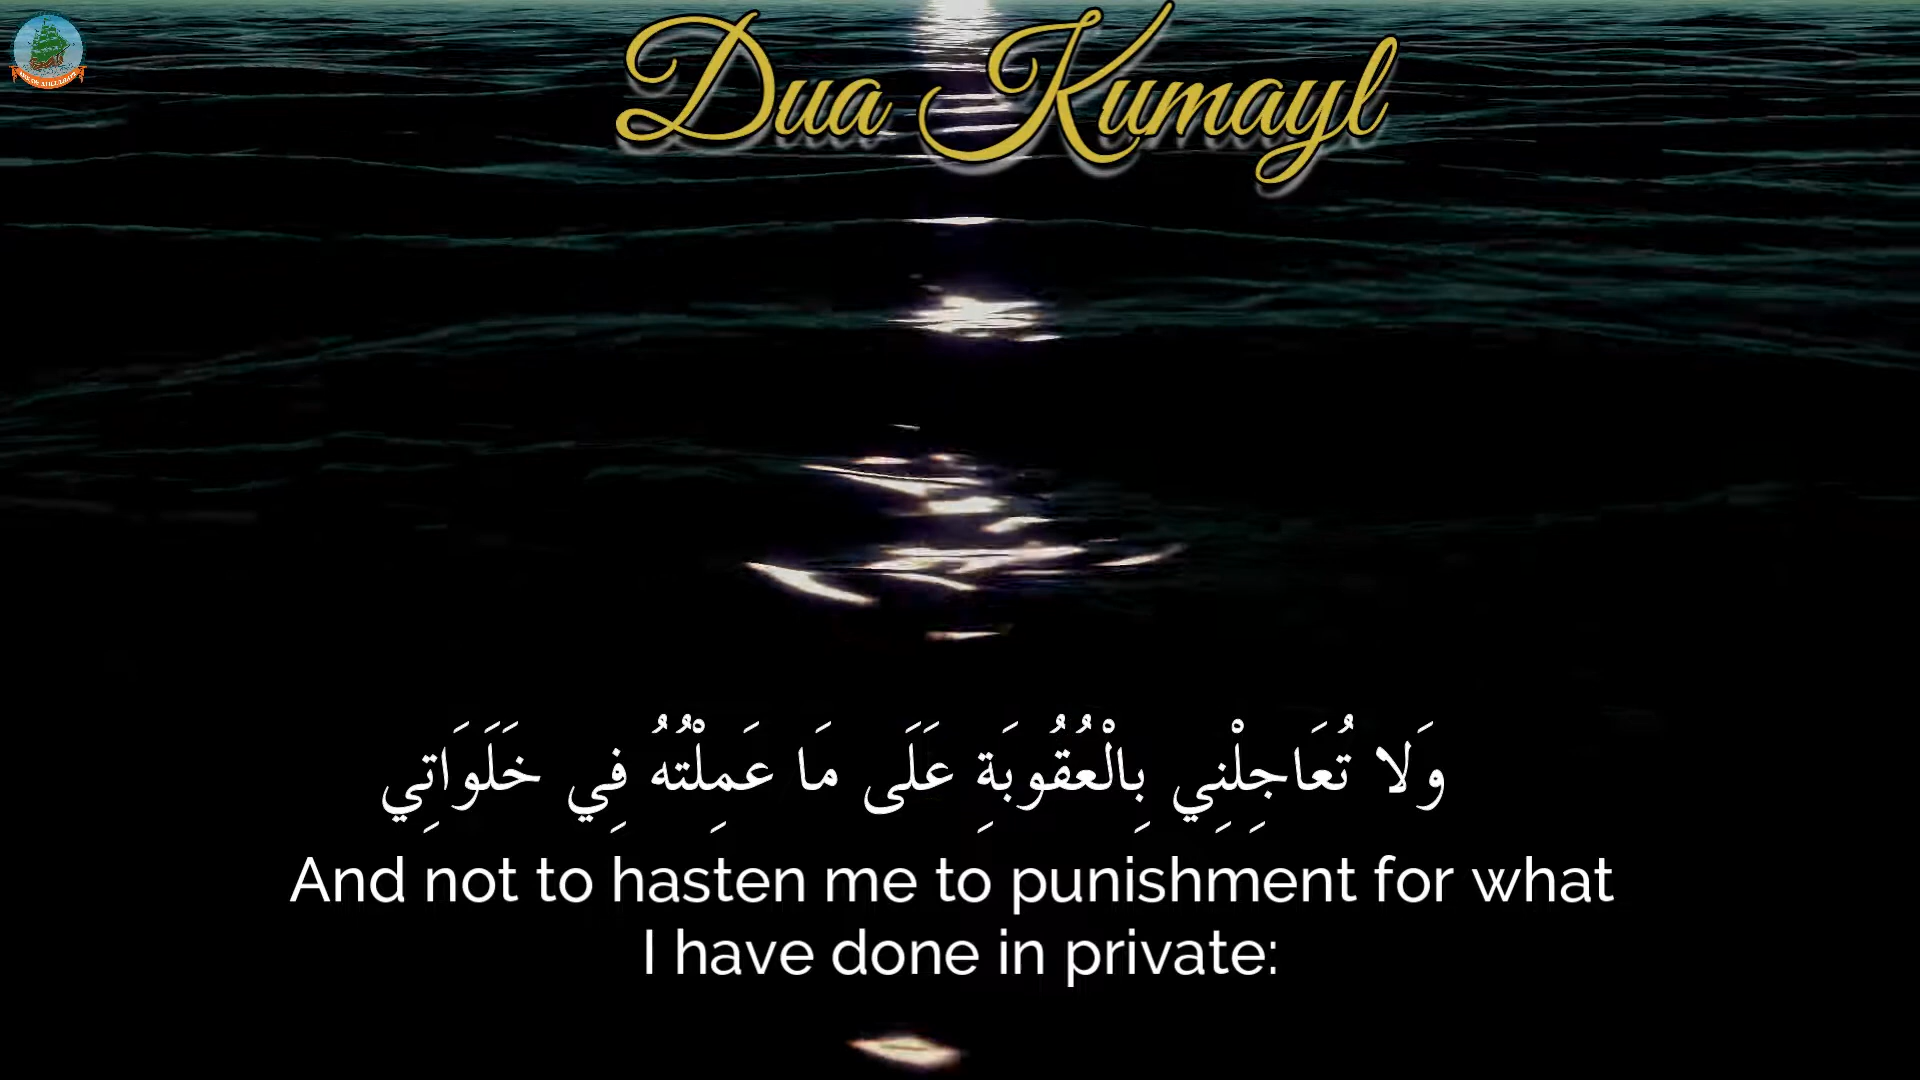 Dua Kumayl
وَلا تُعَاجِلْنِي بِالْعُقُوبَةِ عَلَى مَا عَمِلْتُهُ فِي خَلَوَاتِي
And not to hasten me to punishment for what
I have done in private: